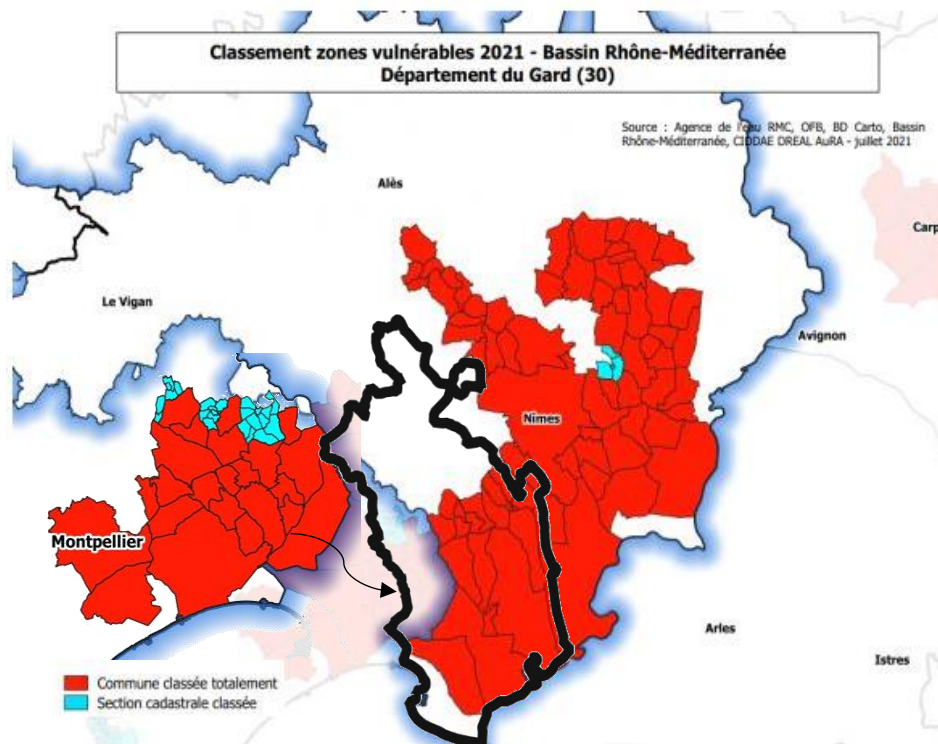 Classement zones vulnérables 2021 - Bassin Rhône-Méditerranée
Département du Gard (30)
Source : Agence de l'eau RMC, OFB, BD Carto, Bassin
Rhône-Méditerranée, CIDDAE DREAL AuRA - juillet 2021
Alès
Carp
Le Vigan
Avignon
Nîmes
Montpellier
Arles
Istres
Commune classée totalement
Section cadastrale classée